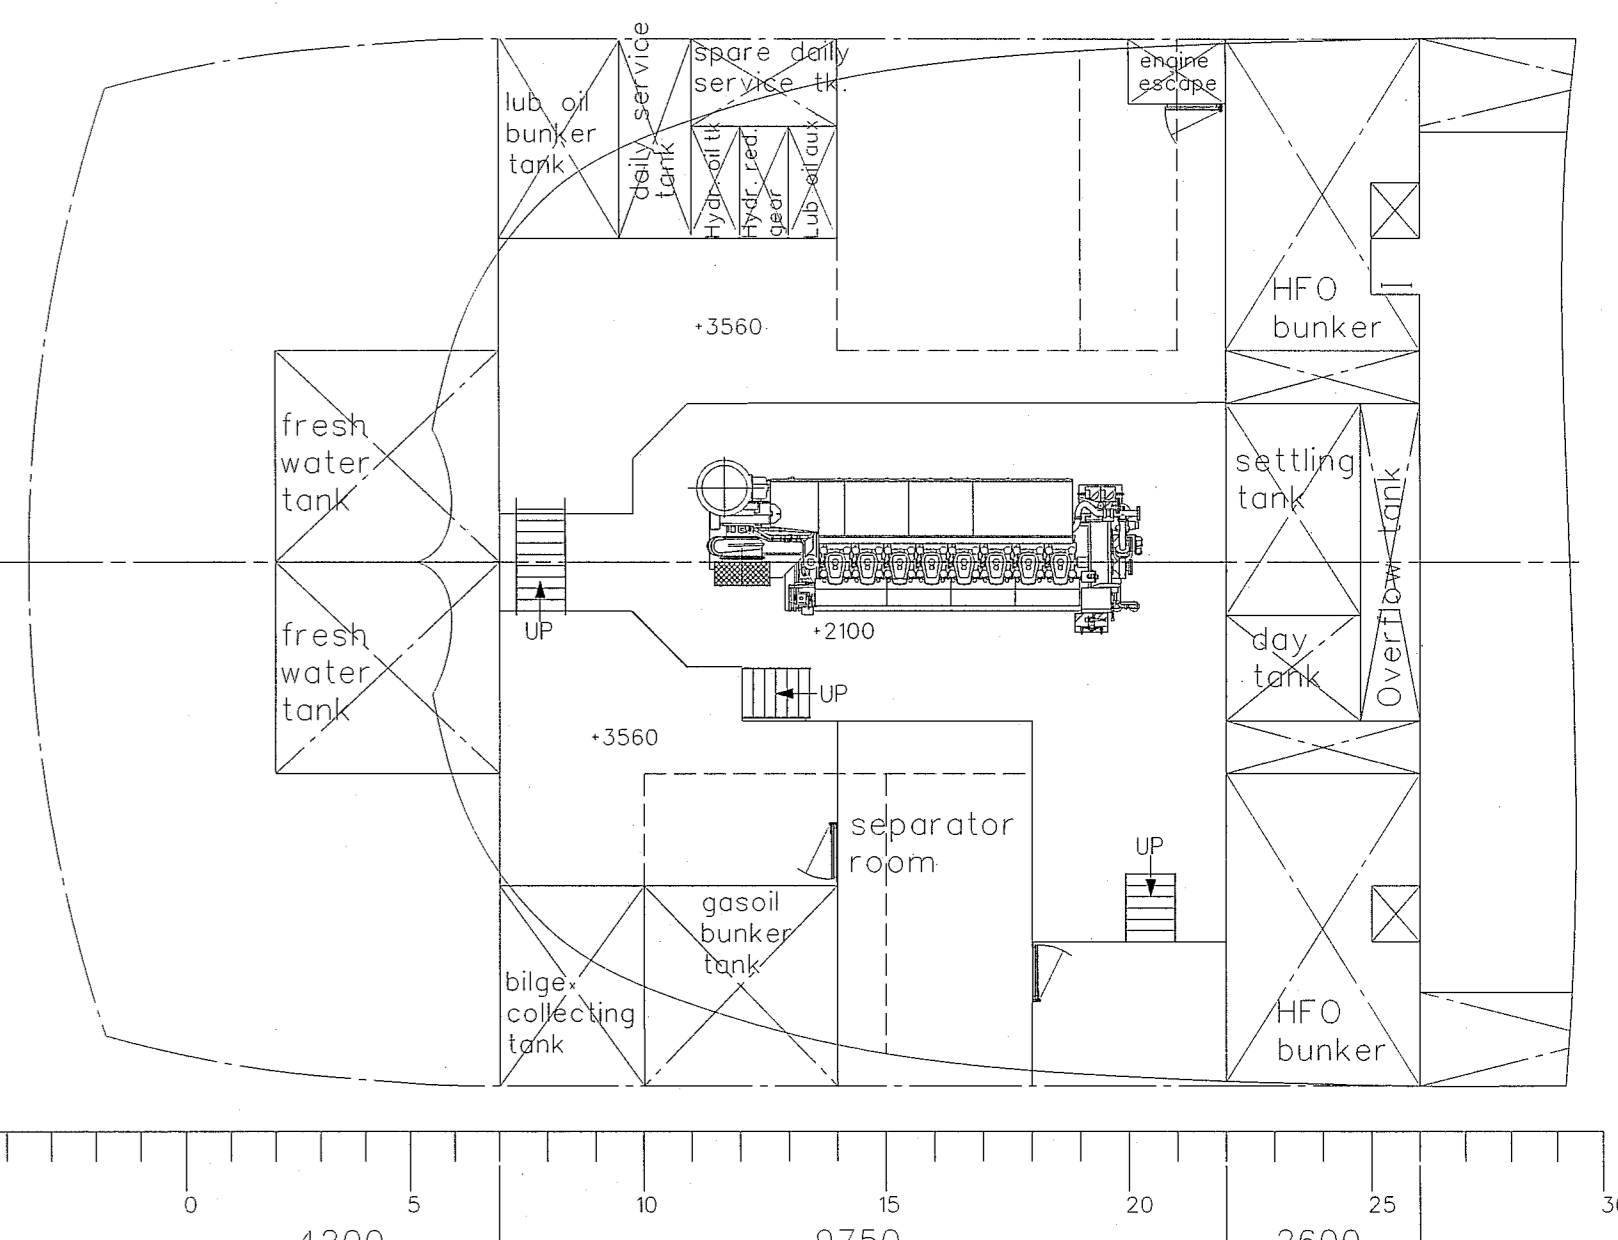 daily service
tank
spare daily
service tk.
engine
escape
lub oil
bunker
tank
Hydr. oil tk
Hydr. red.
gear
Lub oil aux
HFO
bunker
+3560
fresh
water
tank
settling
tank
Overflow tank
UP
+2100
fresh
water
tank
day
tank
UP
+3560
separator
room
UP
gasoil
bunker
tank
bilge
collecting
tank
HFO
bunker
0 5 10 15 20 25
4200 9750 2600